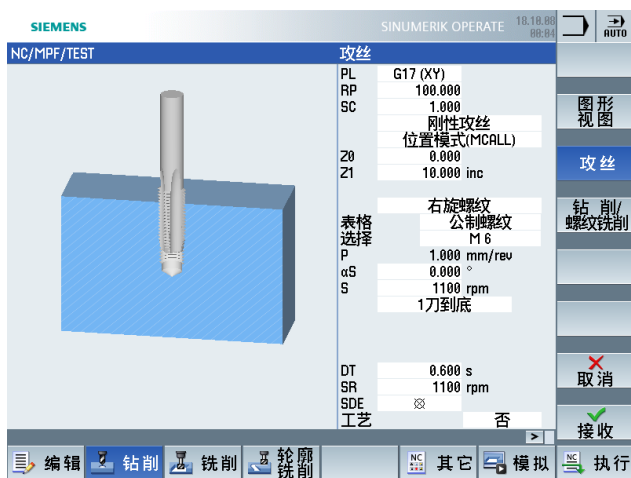 SIEMENS
SINUMERIK OPERATE
AUTO
NC/MPF/TEST
攻丝
PL G17 (XY)
RP 100.000
SC 1.000
刚性攻丝
位置模式(MCALL)
Z0 0.000
Z1 10.000 inc
右旋螺纹
表格 公制螺纹
选择 M 6
P 1.000 mm/rev
αS 0.000 °
S 1100 rpm
1刀到底
DT 0.600 s
SR 1100 rpm
SDE
工艺 否
>
图形
视图
攻丝
钻 削/
螺纹铣削
取消
接收
编辑
钻削
铣削
轮廓
铣削
NC
其它
模拟
NC
执行